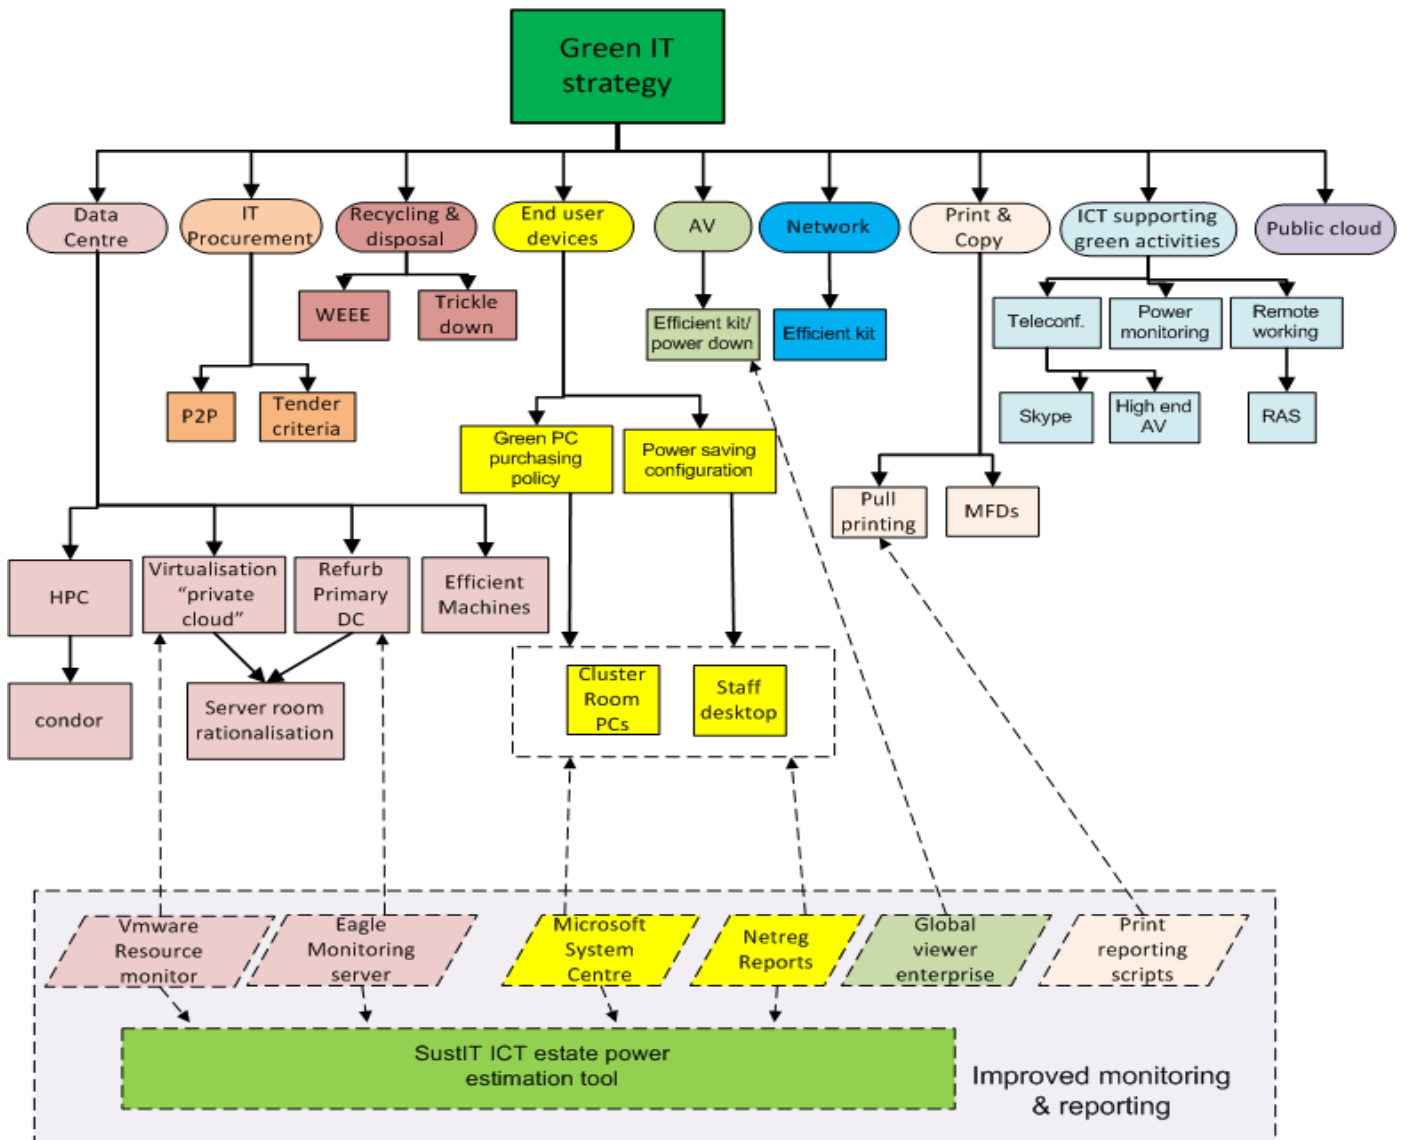 Green IT
strategy
Data
Centre
IT
Procurement
Recycling &
disposal
End user
devices
AV
Network
Print &
Copy
ICT supporting
green activities
Public cloud
WEEE
Trickle
down
Efficient kit/
power down
Efficient kit
Teleconf.
Power
monitoring
Remote
working
P2P
Tender
criteria
Skype
High end
AV
RAS
Green PC
purchasing
policy
Power saving
configuration
Pull
printing
MFDs
HPC
Virtualisation
“private
cloud”
Refurb
Primary
DC
Efficient
Machines
condor
Server room
rationalisation
Cluster
Room
PCs
Staff
desktop
Vmware
Resource
monitor
Eagle
Monitoring
server
Microsoft
System
Centre
Netreg
Reports
Global
viewer
enterprise
Print
reporting
scripts
SustIT ICT estate power
estimation tool
Improved monitoring
& reporting